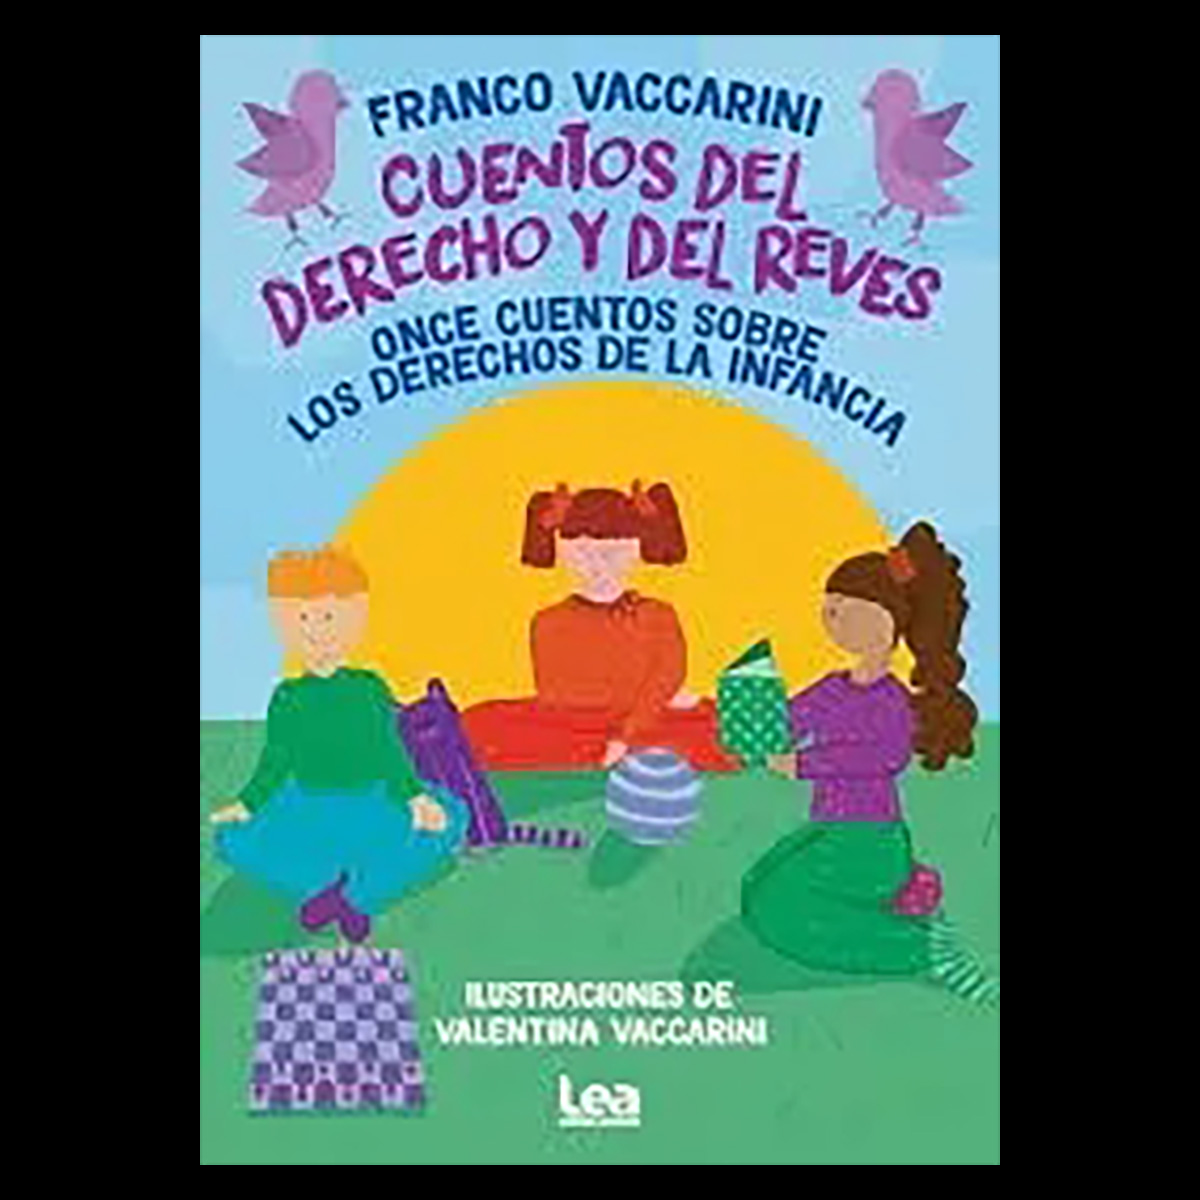 FRANCO VACCARINI
CUENTOS DEL
DERECHO Y DEL REVES
ONCE CUENTOS SOBRE
LOS DERECHOS DE LA INFANCIA
ILUSTRACIONES DE
VALENTINA VACCARINI
Lea